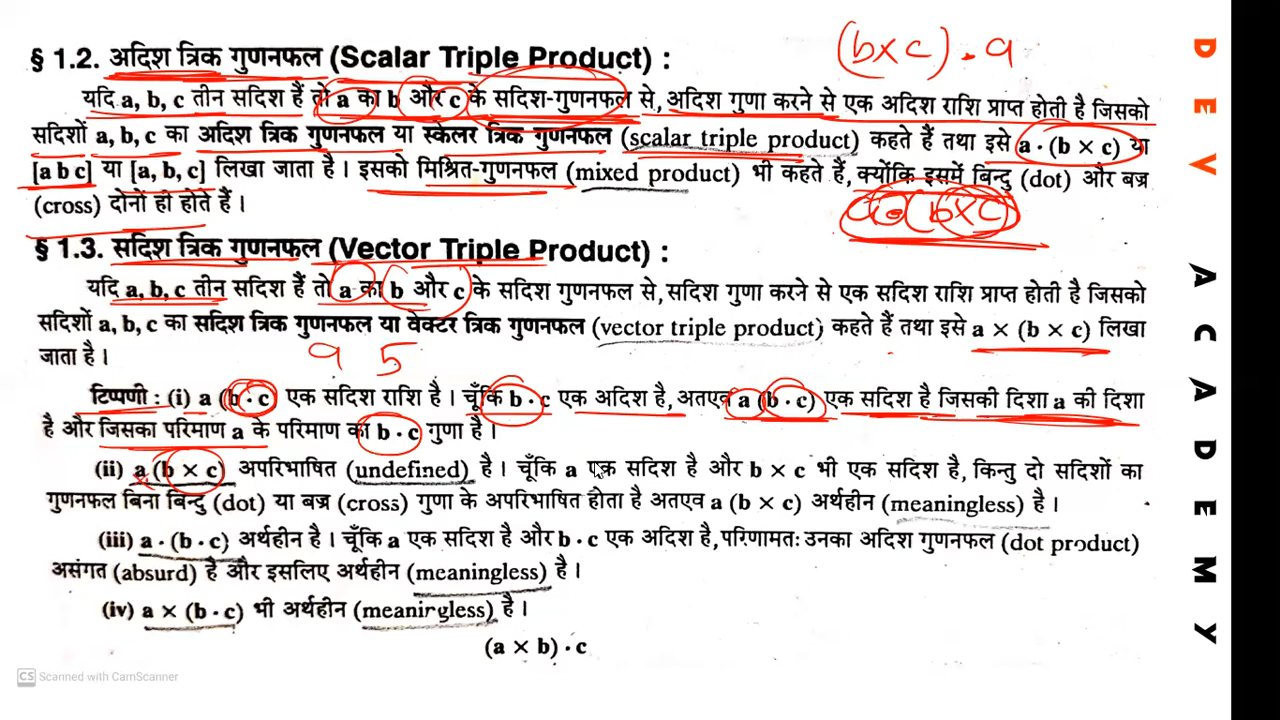 (b×c) . a
§ 1.2. अदिश त्रिक गुणनफल (Scalar Triple Product) :
यदि a, b, c तीन सदिश हैं तो a का b और c के सदिश-गुणनफल से, अदिश गुणा करने से एक अदिश राशि प्राप्त होती है जिसको
सदिशों a, b, c का अदिश त्रिक गुणनफल या स्केलर त्रिक गुणनफल (scalar triple product) कहते हैं तथा इसे a · (b × c) या
[a b c] या [a, b, c] लिखा जाता है। इसको मिश्रित-गुणनफल (mixed product) भी कहते हैं, क्योंकि इसमें बिन्दु (dot) और बज्र
(cross) दोनों ही होते हैं।
a·(b×c)
§ 1.3. सदिश त्रिक गुणनफल (Vector Triple Product) :
यदि a, b, c तीन सदिश हैं तो a का b और c के सदिश गुणनफल से, सदिश गुणा करने से एक सदिश राशि प्राप्त होती है जिसको
सदिशों a, b, c का सदिश त्रिक गुणनफल या वेक्टर त्रिक गुणनफल (vector triple product) कहते हैं तथा इसे a × (b × c) लिखा
जाता है।
a 5
टिप्पणी : (i) a (b · c) एक सदिश राशि है। चूँकि b · c एक अदिश है, अतएव a (b · c) एक सदिश है जिसकी दिशा a की दिशा
है और जिसका परिमाण a के परिमाण का b · c गुणा है।
(ii) a (b × c) अपरिभाषित (undefined) है। चूँकि a एक सदिश है और b × c भी एक सदिश है, किन्तु दो सदिशों का
गुणनफल बिना बिन्दु (dot) या बज्र (cross) गुणा के अपरिभाषित होता है अतएव a (b × c) अर्थहीन (meaningless) है।
(iii) a · (b · c) अर्थहीन है। चूँकि a एक सदिश है और b · c एक अदिश है, परिणामतः उनका अदिश गुणनफल (dot product)
असंगत (absurd) है और इसलिए अर्थहीन (meaningless) है।
(iv) a × (b · c) भी अर्थहीन (meaningless) है।
(a × b) · c
CS Scanned with CamScanner
DEV ACADEMY